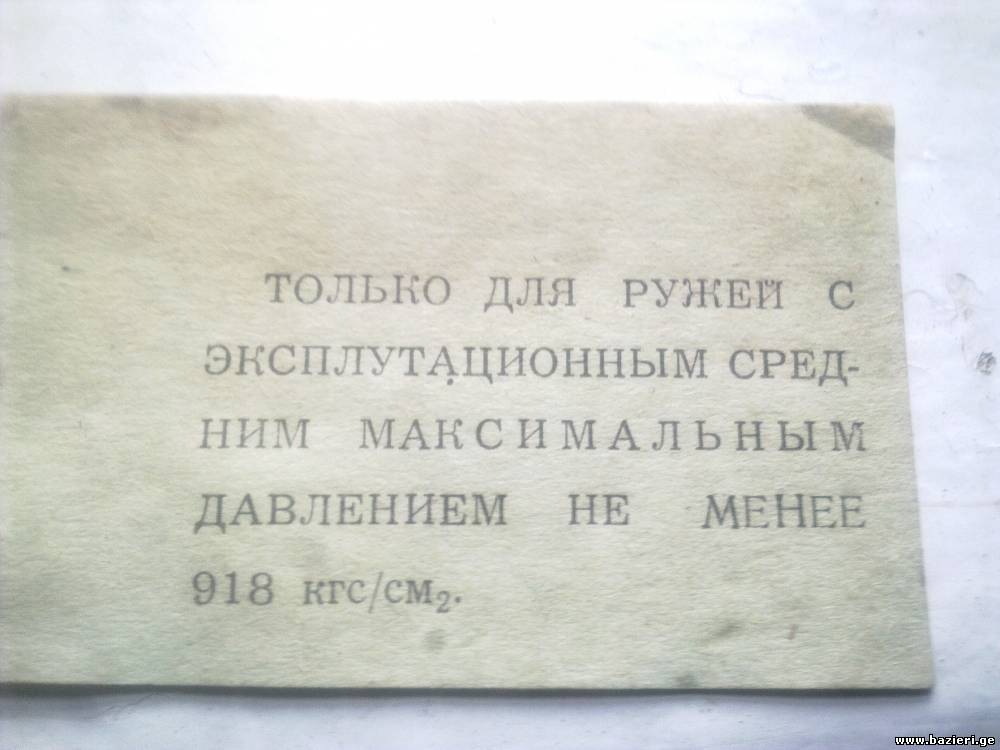 ТОЛЬКО ДЛЯ РУЖЕЙ С
ЭКСПЛУТАЦИОННЫМ СРЕД-
НИМ МАКСИМАЛЬНЫМ
ДАВЛЕНИЕМ НЕ МЕНЕЕ
918 кгс/см₂.
www.bazieri.ge